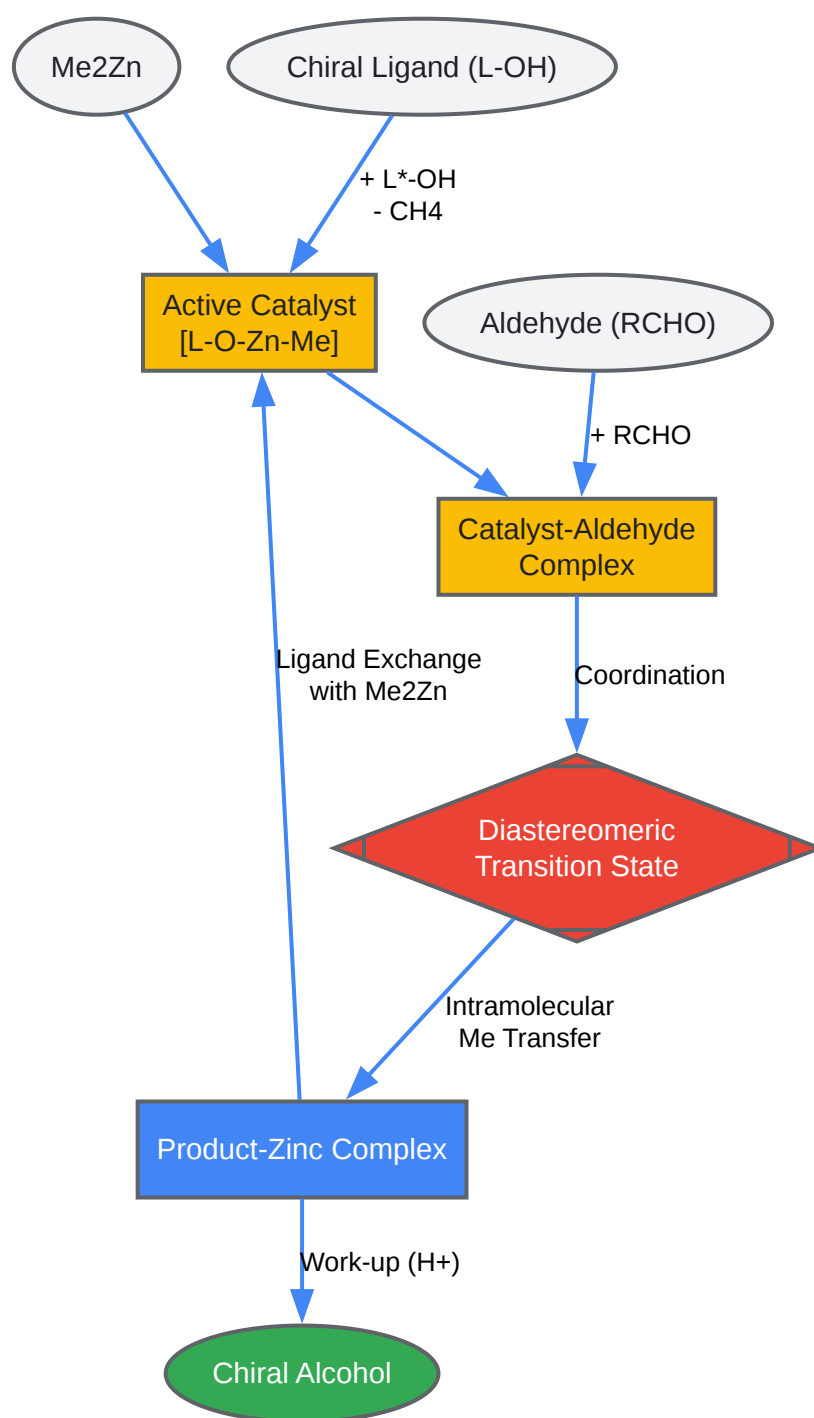 Me2Zn
Chiral Ligand (L-OH)
+ L*-OH
- CH4
Active Catalyst
[L-O-Zn-Me]
Aldehyde (RCHO)
+ RCHO
Catalyst-Aldehyde
Complex
Ligand Exchange
with Me2Zn
Coordination
Diastereomeric
Transition State
Intramolecular
Me Transfer
Product-Zinc Complex
Work-up (H+)
Chiral Alcohol